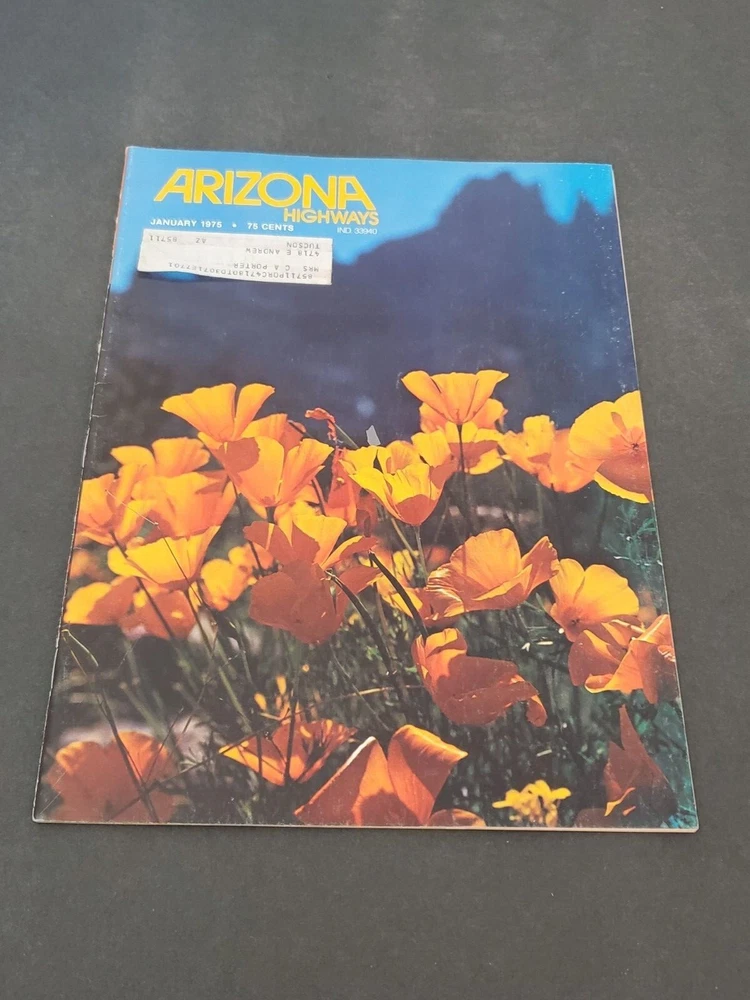 ARIZONA
HIGHWAYS
JANUARY 1975 • 75 CENTS
IND. 33940
MRS C A PORTER
4718 E ANDREW
TUCSON AZ 85711